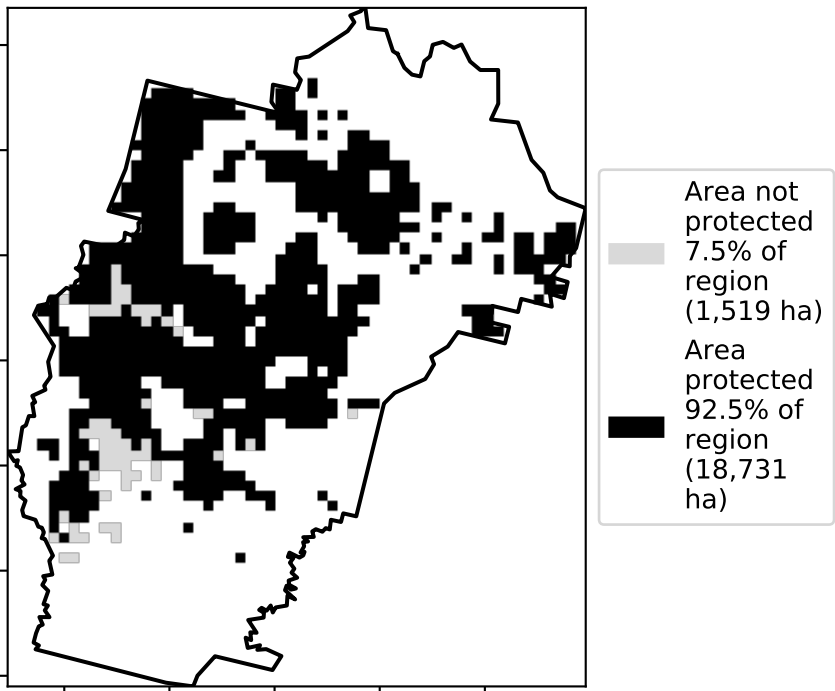 Area not
protected
7.5% of
region
(1,519 ha)
Area
protected
92.5% of
region
(18,731
ha)